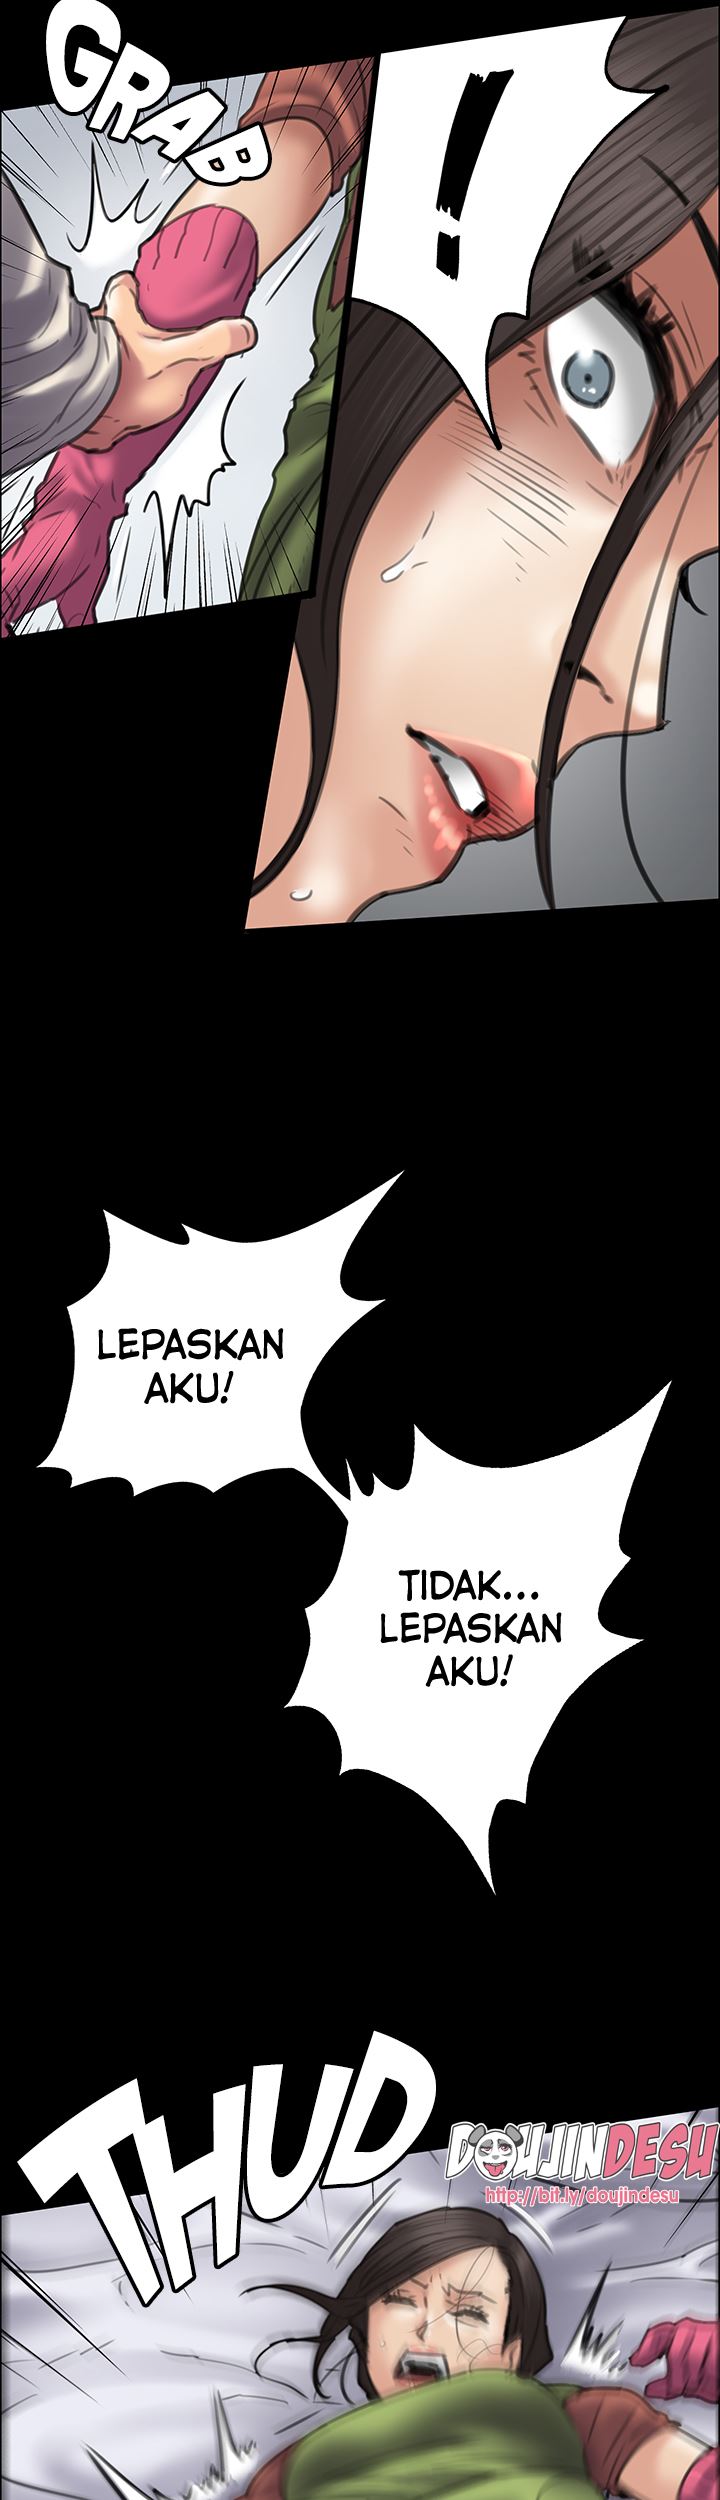 GRAB
!
LEPASKAN
AKU!
TIDAK...
LEPASKAN
AKU!
THUD
DOUJINDESU
http://bit.ly/doujindesu